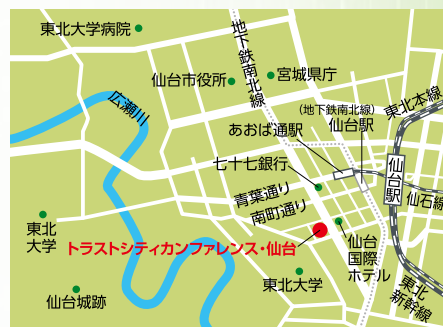 東北大学病院
地下鉄南北線
仙台市役所
宮城県庁
広瀬川
東北本線
(地下鉄南北線)
仙台駅
あおば通駅
七十七銀行
仙台駅
青葉通り
仙石線
南町通り
東北
大学
トラストシティカンファレンス・仙台
仙台
国際
ホテル
東北大学
東北
新幹線
仙台城跡